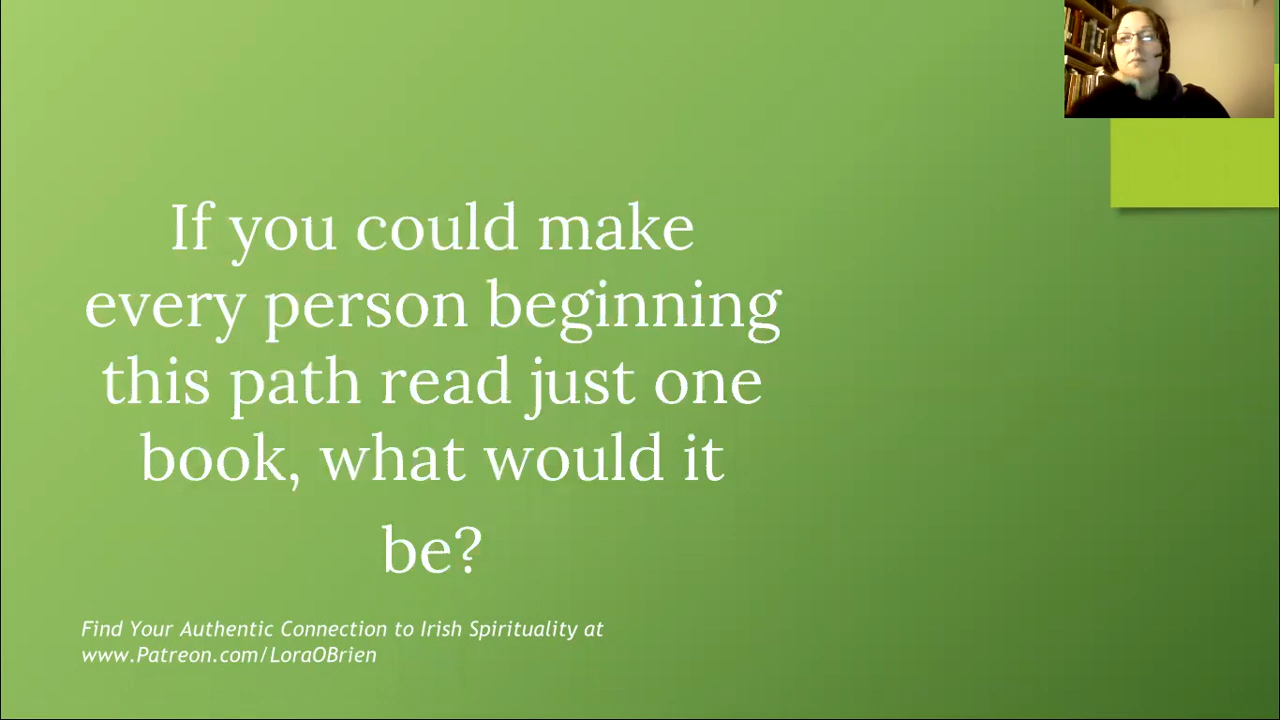 If you could make
every person beginning
this path read just one
book, what would it
be?
Find Your Authentic Connection to Irish Spirituality at
www.Patreon.com/LoraOBrien